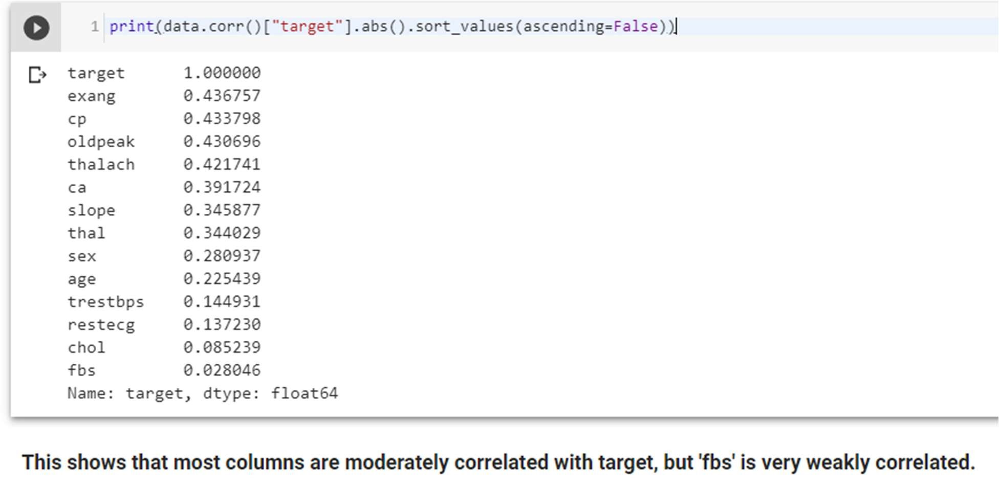 1 print(data.corr()["target"].abs().sort_values(ascending=False))
target 1.000000
exang 0.436757
cp 0.433798
oldpeak 0.430696
thalach 0.421741
ca 0.391724
slope 0.345877
thal 0.344029
sex 0.280937
age 0.225439
trestbps 0.144931
restecg 0.137230
chol 0.085239
fbs 0.028046
Name: target, dtype: float64
This shows that most columns are moderately correlated with target, but 'fbs' is very weakly correlated.